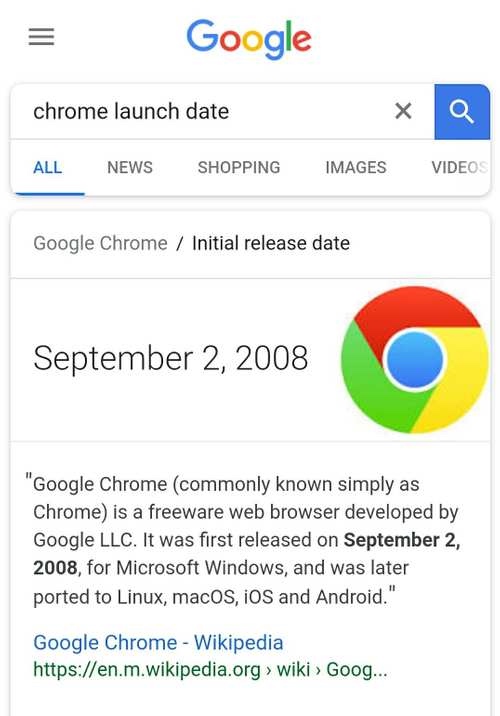 Google
chrome launch date
ALL NEWS SHOPPING IMAGES VIDEOS
Google Chrome / Initial release date
September 2, 2008
"Google Chrome (commonly known simply as
Chrome) is a freeware web browser developed by
Google LLC. It was first released on September 2,
2008, for Microsoft Windows, and was later
ported to Linux, macOS, iOS and Android."
Google Chrome - Wikipedia
https://en.m.wikipedia.org › wiki › Goog...